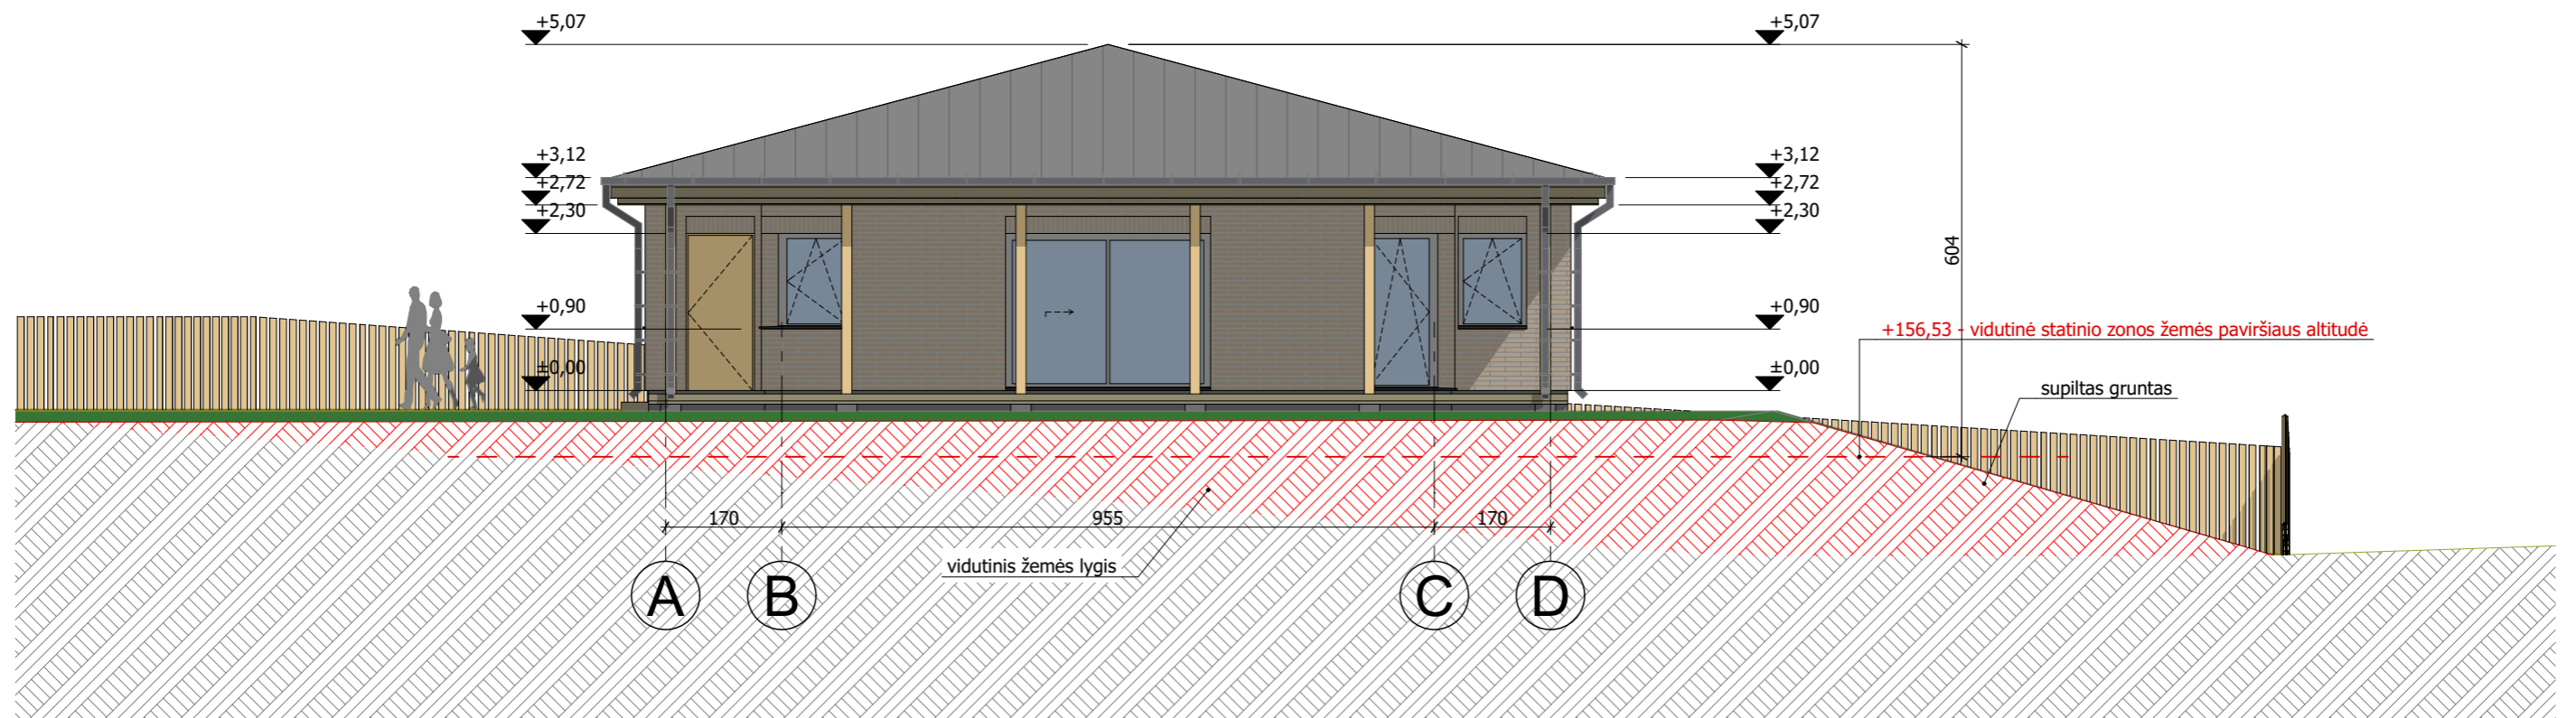 +5,07 +5,07
+3,12 +3,12
+2,72 +2,72
+2,30 +2,30
604
+0,90 +0,90
+156,53 - vidutinė statinio zonos žemės paviršiaus altitudė
±0,00 ±0,00
supiltas gruntas
170 955 170
vidutinis žemės lygis
A B C D